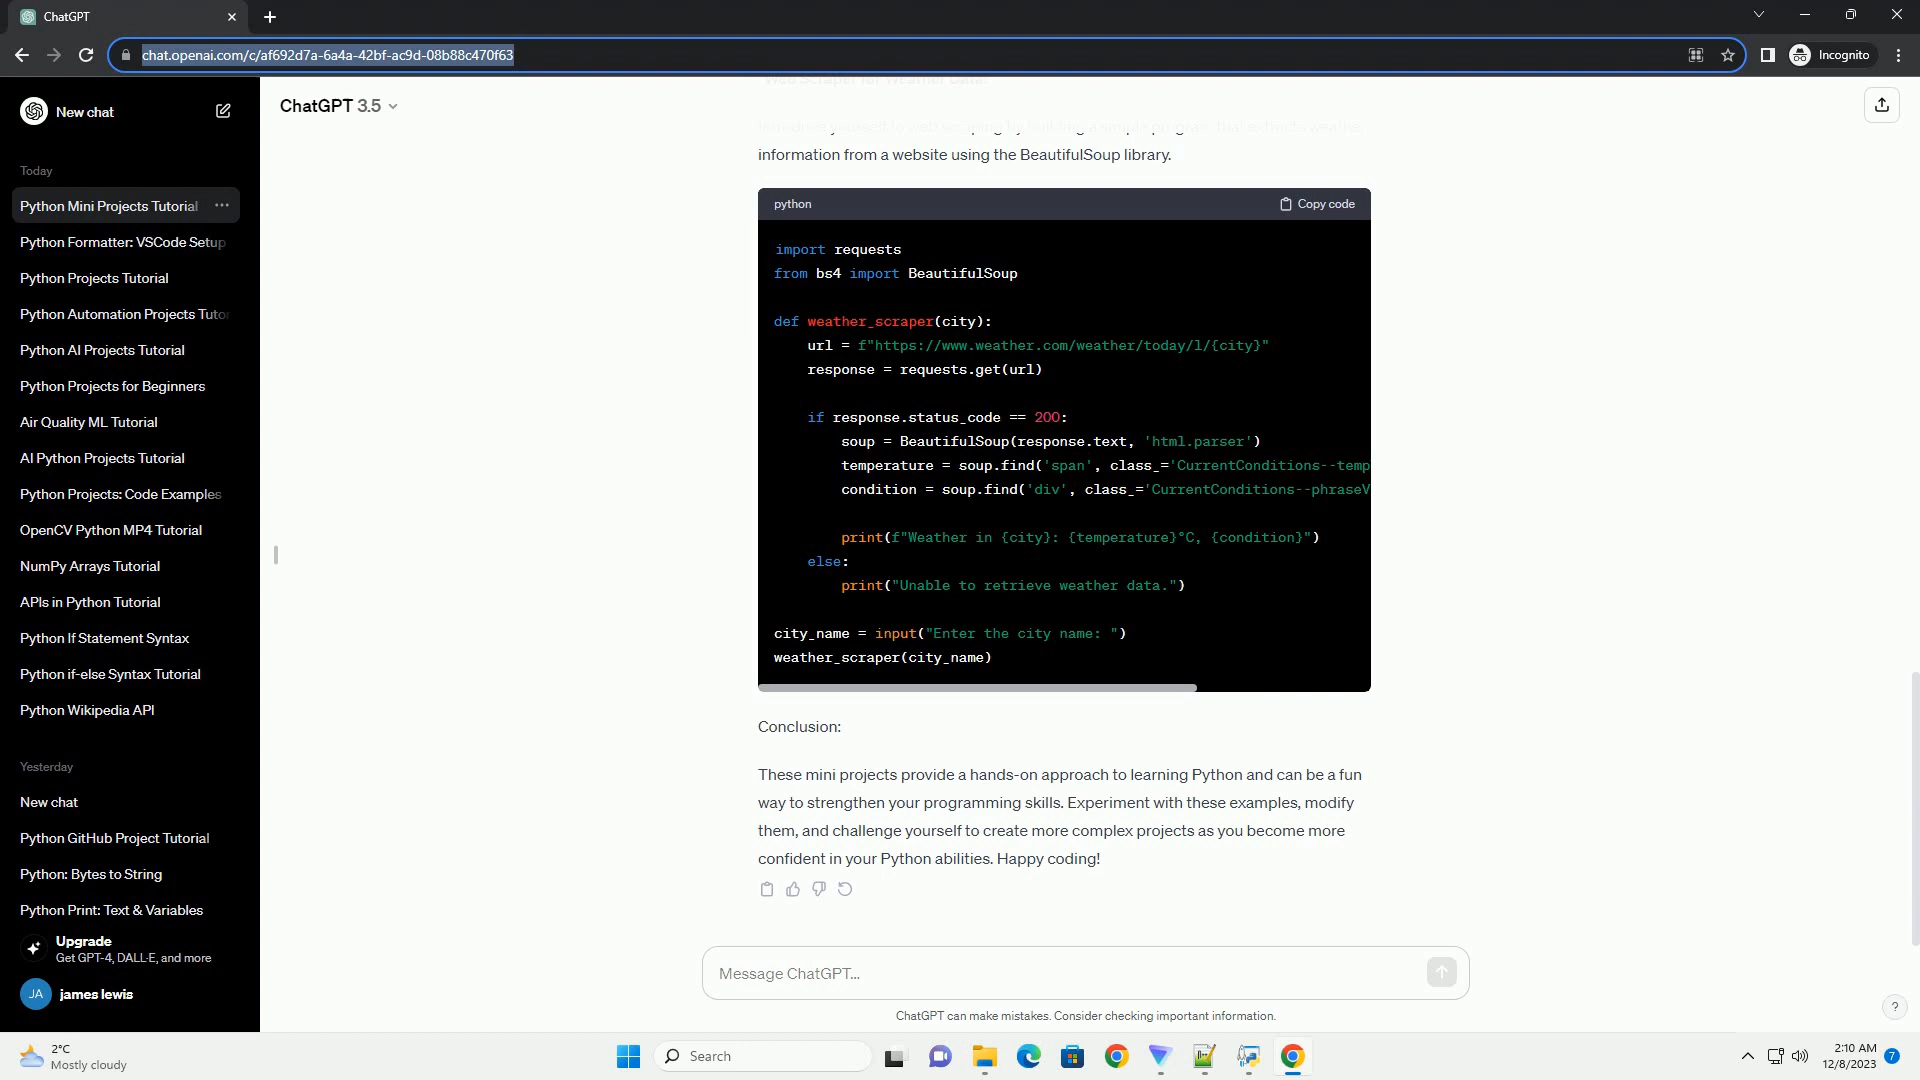 ChatGPT
chat.openai.com/c/af692d7a-6a4a-42bf-ac9d-08b88c470f63
Incognito
New chat
Today
Python Mini Projects Tutorial
Python Formatter: VSCode Setup
Python Projects Tutorial
Python Automation Projects Tutor
Python AI Projects Tutorial
Python Projects for Beginners
Air Quality ML Tutorial
AI Python Projects Tutorial
Python Projects: Code Examples
OpenCV Python MP4 Tutorial
NumPy Arrays Tutorial
APIs in Python Tutorial
Python If Statement Syntax
Python if-else Syntax Tutorial
Python Wikipedia API
Yesterday
New chat
Python GitHub Project Tutorial
Python: Bytes to String
Python Print: Text & Variables
Upgrade
Get GPT-4, DALL·E, and more
JA james lewis
ChatGPT 3.5
information from a website using the BeautifulSoup library.
python
Copy code
import requests
from bs4 import BeautifulSoup
def weather_scraper(city):
url = f"https://www.weather.com/weather/today/l/{city}"
response = requests.get(url)
if response.status_code == 200:
soup = BeautifulSoup(response.text, 'html.parser')
temperature = soup.find('span', class_='CurrentConditions--temp
condition = soup.find('div', class_='CurrentConditions--phraseV
print(f"Weather in {city}: {temperature}°C, {condition}")
else:
print("Unable to retrieve weather data.")
city_name = input("Enter the city name: ")
weather_scraper(city_name)
Conclusion:
These mini projects provide a hands-on approach to learning Python and can be a fun
way to strengthen your programming skills. Experiment with these examples, modify
them, and challenge yourself to create more complex projects as you become more
confident in your Python abilities. Happy coding!
Message ChatGPT...
ChatGPT can make mistakes. Consider checking important information.
?
2°C
Mostly cloudy
Search
2:10 AM
12/8/2023
7